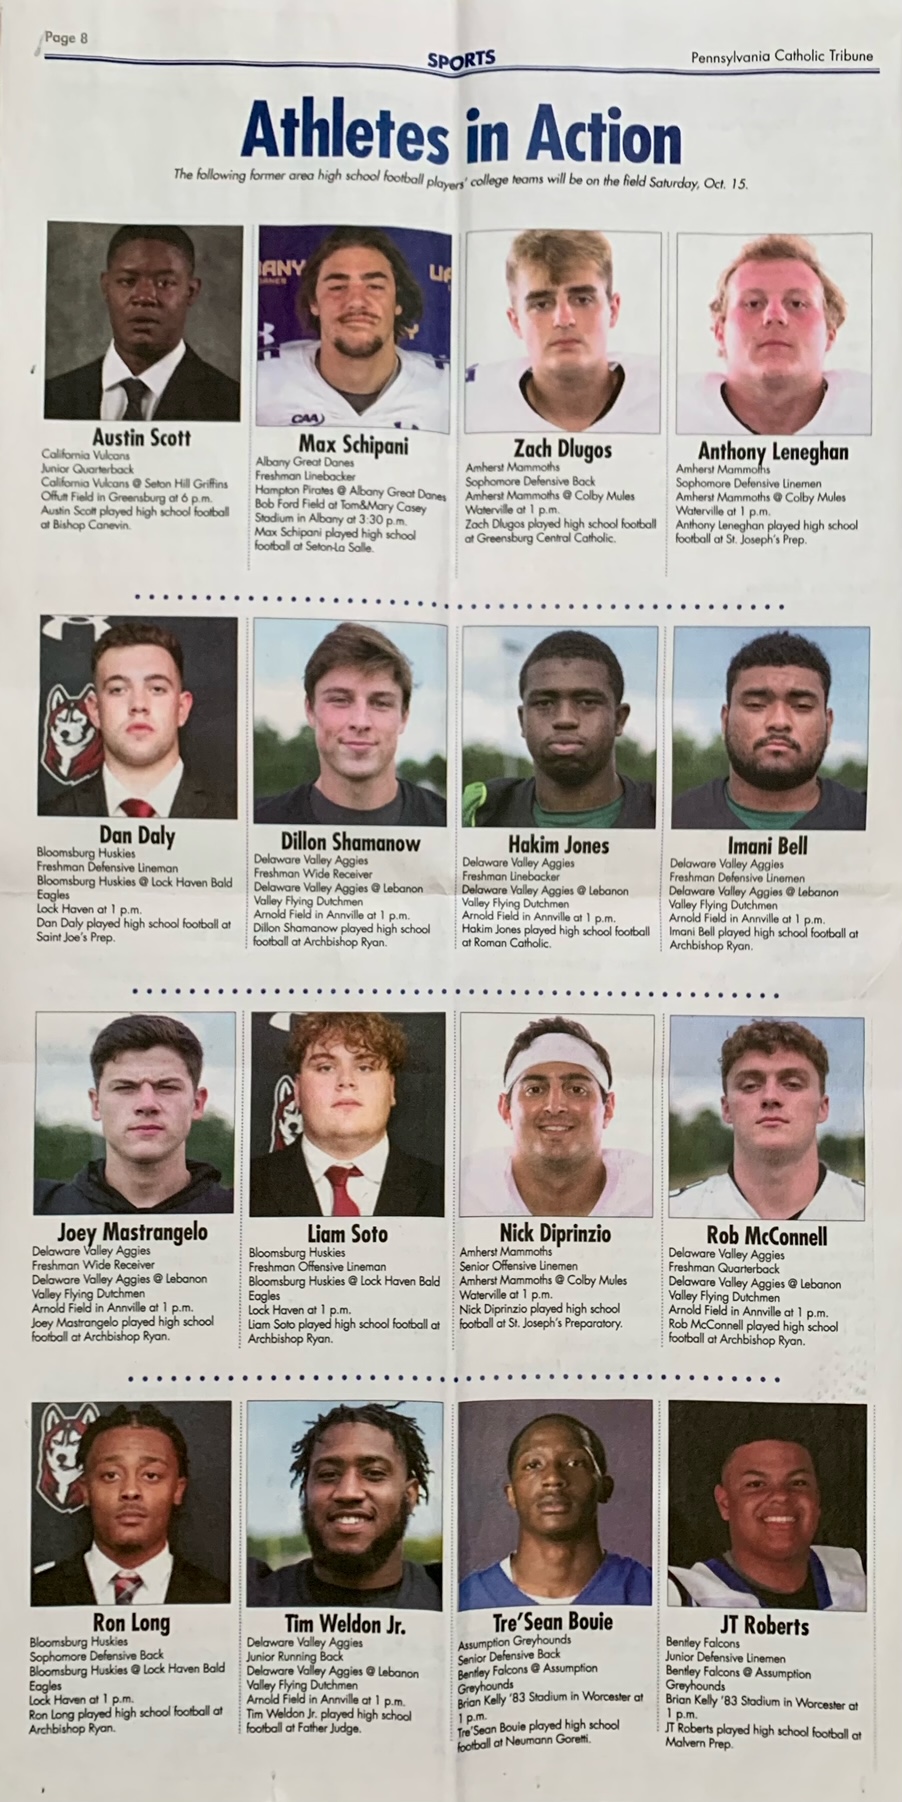 Page 8
SPORTS
Pennsylvania Catholic Tribune
Athletes in Action
The following former area high school football players' college teams will be on the field Saturday, Oct. 15.
ANY
UA
CAA
Austin Scott
California Vulcans
Junior Quarterback
California Vulcans @ Seton Hill Griffins
Offutt Field in Greensburg at 6 p.m.
Austin Scott played high school football
at Bishop Canevin.
Max Schipani
Albany Great Danes
Freshman Linebacker
Hampton Pirates @ Albany Great Danes
Bob Ford Field at Tom&Mary Casey
Stadium in Albany at 3:30 p.m.
Max Schipani played high school
football at Seton-La Salle.
Zach Dlugos
Amherst Mammoths
Sophomore Defensive Back
Amherst Mammoths @ Colby Mules
Waterville at 1 p.m.
Zach Dlugos played high school football
at Greensburg Central Catholic.
Anthony Leneghan
Amherst Mammoths
Sophomore Defensive Linemen
Amherst Mammoths @ Colby Mules
Waterville at 1 p.m.
Anthony Leneghan played high school
football at St. Joseph's Prep.
Dan Daly
Bloomsburg Huskies
Freshman Defensive Lineman
Bloomsburg Huskies @ Lock Haven Bald
Eagles
Lock Haven at 1 p.m.
Dan Daly played high school football at
Saint Joe's Prep.
Dillon Shamanow
Delaware Valley Aggies
Freshman Wide Receiver
Delaware Valley Aggies @ Lebanon
Valley Flying Dutchmen
Arnold Field in Annville at 1 p.m.
Dillon Shamanow played high school
football at Archbishop Ryan.
Hakim Jones
Delaware Valley Aggies
Freshman Linebacker
Delaware Valley Aggies @ Lebanon
Valley Flying Dutchmen
Arnold Field in Annville at 1 p.m.
Hakim Jones played high school football
at Roman Catholic.
Imani Bell
Delaware Valley Aggies
Freshman Defensive Linemen
Delaware Valley Aggies @ Lebanon
Valley Flying Dutchmen
Arnold Field in Annville at 1 p.m.
Imani Bell played high school football at
Archbishop Ryan.
Joey Mastrangelo
Delaware Valley Aggies
Freshman Wide Receiver
Delaware Valley Aggies @ Lebanon
Valley Flying Dutchmen
Arnold Field in Annville at 1 p.m.
Joey Mastrangelo played high school
football at Archbishop Ryan.
Liam Soto
Bloomsburg Huskies
Freshman Offensive Lineman
Bloomsburg Huskies @ Lock Haven Bald
Eagles
Lock Haven at 1 p.m.
Liam Soto played high school football at
Archbishop Ryan.
Nick Diprinzio
Amherst Mammoths
Senior Offensive Linemen
Amherst Mammoths @ Colby Mules
Waterville at 1 p.m.
Nick Diprinzio played high school
football at St. Joseph's Preparatory.
Rob McConnell
Delaware Valley Aggies
Freshman Quarterback
Delaware Valley Aggies @ Lebanon
Valley Flying Dutchmen
Arnold Field in Annville at 1 p.m.
Rob McConnell played high school
football at Archbishop Ryan.
Ron Long
Bloomsburg Huskies
Sophomore Defensive Back
Bloomsburg Huskies @ Lock Haven Bald
Eagles
Lock Haven at 1 p.m.
Ron Long played high school football at
Archbishop Ryan.
Tim Weldon Jr.
Delaware Valley Aggies
Junior Running Back
Delaware Valley Aggies @ Lebanon
Valley Flying Dutchmen
Arnold Field in Annville at 1 p.m.
Tim Weldon Jr. played high school
football at Father Judge.
Tre'Sean Bouie
Assumption Greyhounds
Senior Defensive Back
Bentley Falcons @ Assumption
Greyhounds
Brian Kelly '83 Stadium in Worcester at
1 p.m.
Tre'Sean Bouie played high school
football at Neumann Goretti.
JT Roberts
Bentley Falcons
Junior Defensive Linemen
Bentley Falcons @ Assumption
Greyhounds
Brian Kelly '83 Stadium in Worcester at
1 p.m.
JT Roberts played high school football at
Malvern Prep.